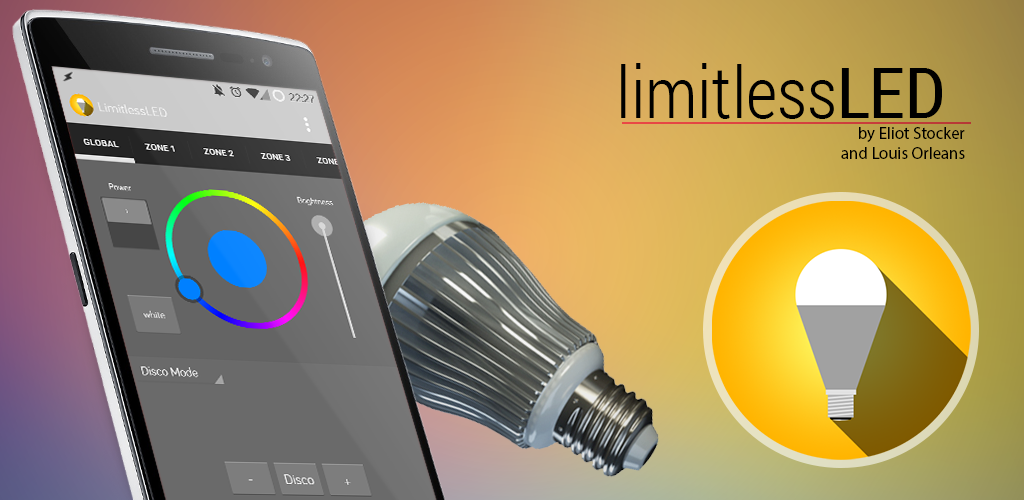 22:27
LimitlessLED
GLOBAL ZONE 1 ZONE 2 ZONE 3 ZONE
Power
Brightness
white
Disco Mode
- Disco +
limitlessLED
by Eliot Stocker
and Louis Orleans